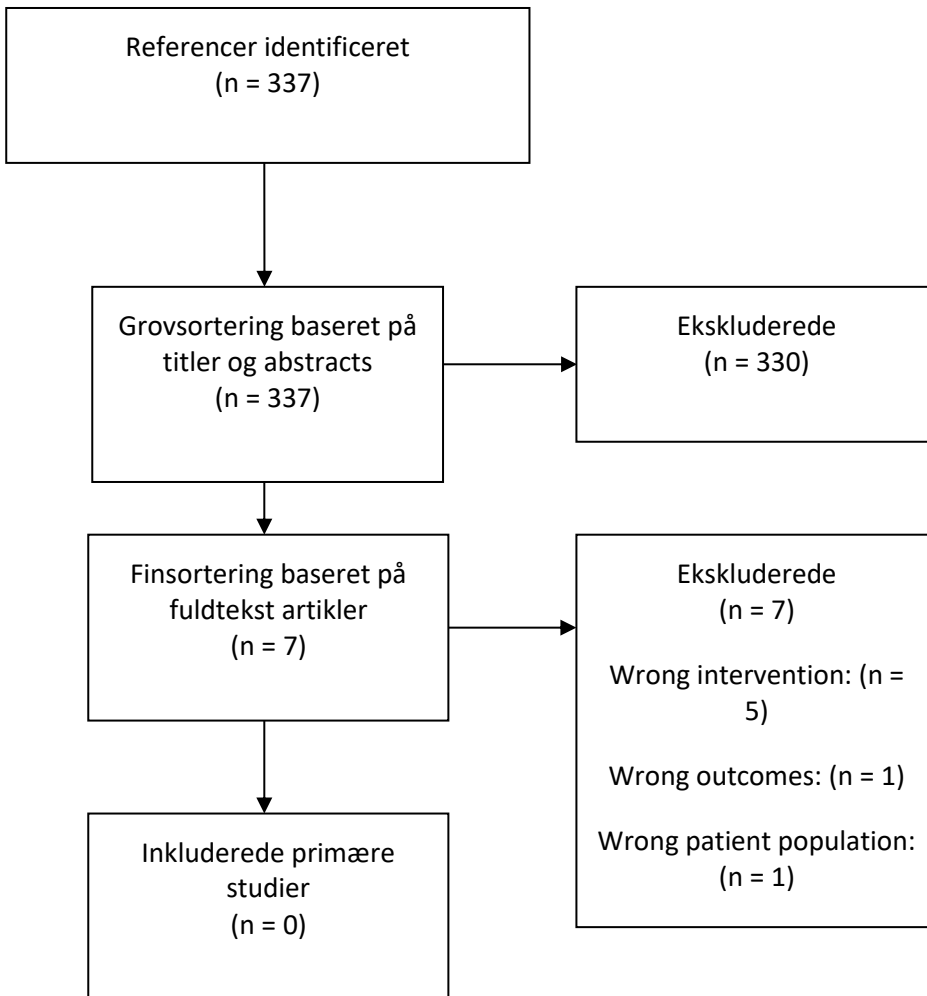 Referencer identificeret
(n = 337)
Grovsortering baseret på
titler og abstracts
(n = 337)
Ekskluderede
(n = 330)
Finsortering baseret på
fuldtekst artikler
(n = 7)
Ekskluderede
(n = 7)
Wrong intervention: (n =
5)
Wrong outcomes: (n = 1)
Wrong patient population:
(n = 1)
Inkluderede primære
studier
(n = 0)